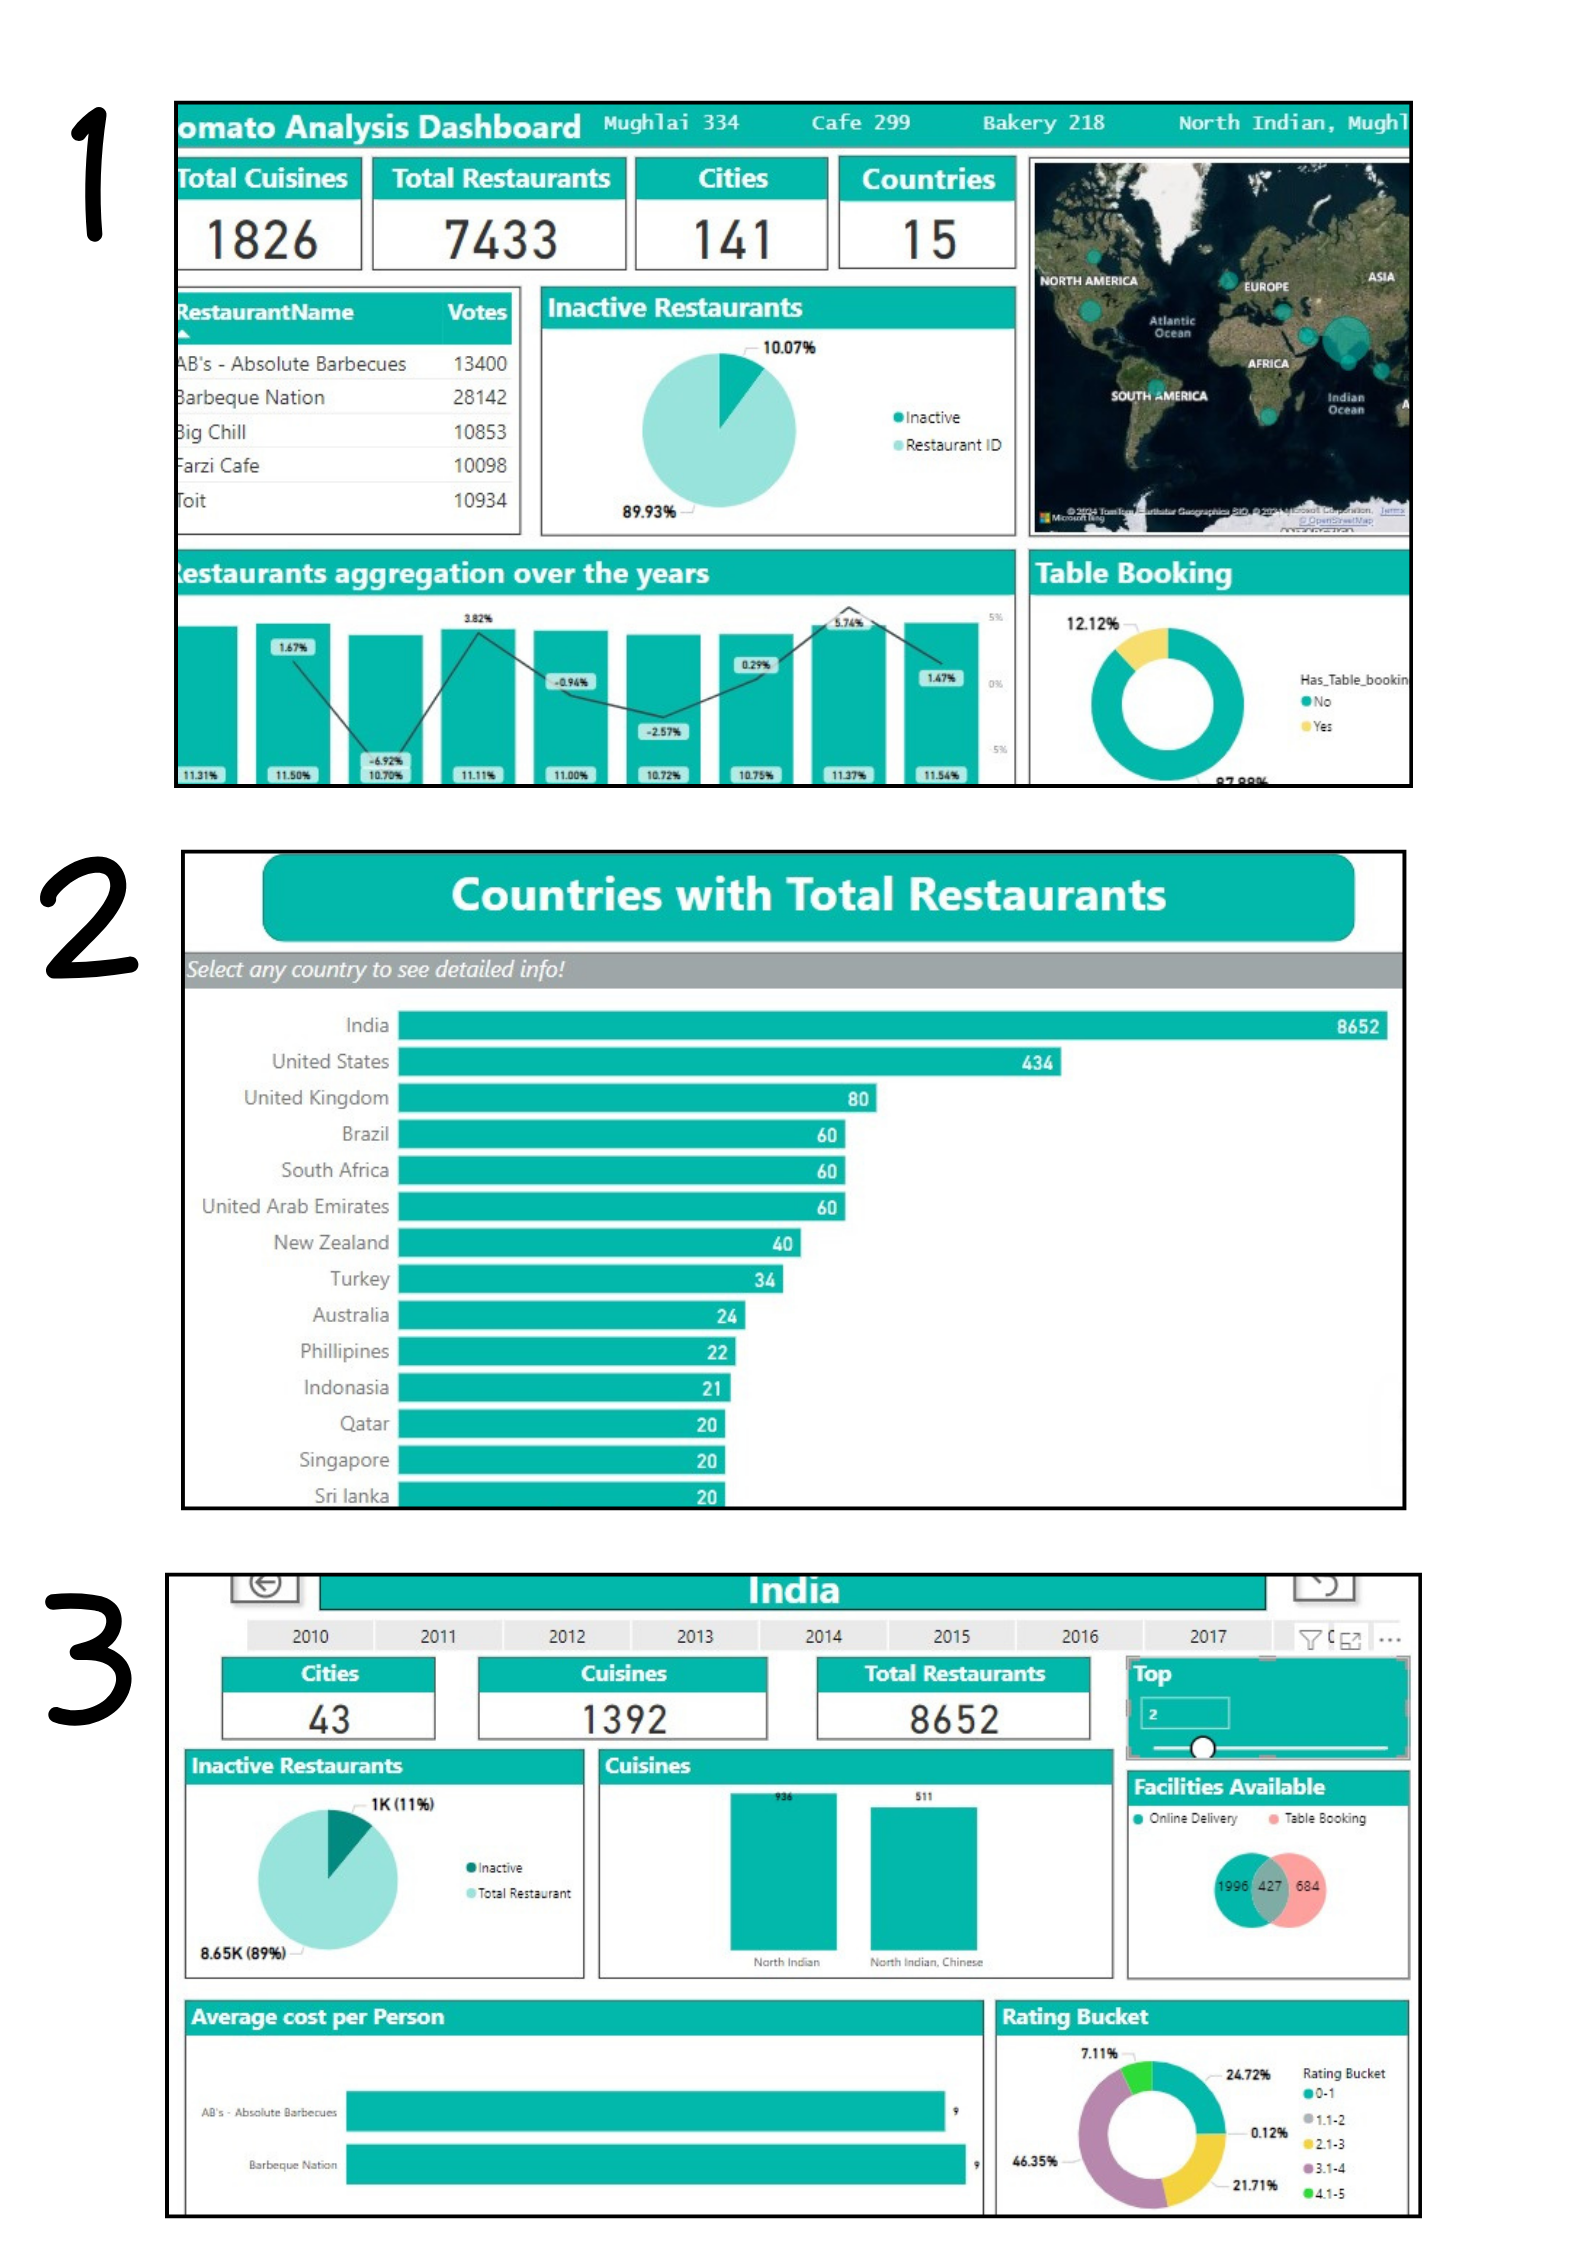 1
omato Analysis Dashboard Mughlai 334 Cafe 299 Bakery 218 North Indian, Mughl
Total Cuisines
1826
Total Restaurants
7433
Cities
141
Countries
15
NORTH AMERICA
EUROPE
ASIA
Atlantic
Ocean
AFRICA
SOUTH AMERICA
Indian
Ocean
A
Microsoft Bing
© OpenStreetMap
Terms
RestaurantName Votes
AB's - Absolute Barbecues 13400
Barbeque Nation 28142
Big Chill 10853
Farzi Cafe 10098
Toit 10934
Inactive Restaurants
10.07%
89.93%
Inactive
Restaurant ID
Restaurants aggregation over the years
1.67%
-6.92%
3.82%
-0.94%
-2.57%
0.29%
5.74%
1.47%
5%
0%
-5%
11.31% 11.50% 10.70% 11.11% 11.00% 10.72% 10.75% 11.37% 11.54%
Table Booking
12.12%
87.88%
Has_Table_bookin
No
Yes
2
Countries with Total Restaurants
Select any country to see detailed info!
India 8652
United States 434
United Kingdom 80
Brazil 60
South Africa 60
United Arab Emirates 60
New Zealand 40
Turkey 34
Australia 24
Phillipines 22
Indonasia 21
Qatar 20
Singapore 20
Sri lanka 20
3
India
2010 2011 2012 2013 2014 2015 2016 2017
Cities
43
Cuisines
1392
Total Restaurants
8652
Top
2
Inactive Restaurants
1K (11%)
8.65K (89%)
Inactive
Total Restaurant
Cuisines
936
511
North Indian
North Indian, Chinese
Facilities Available
Online Delivery Table Booking
1996 427 684
Average cost per Person
AB's - Absolute Barbecues 9
Barbeque Nation 9
Rating Bucket
7.11%
24.72%
0.12%
21.71%
46.35%
Rating Bucket
0-1
1.1-2
2.1-3
3.1-4
4.1-5